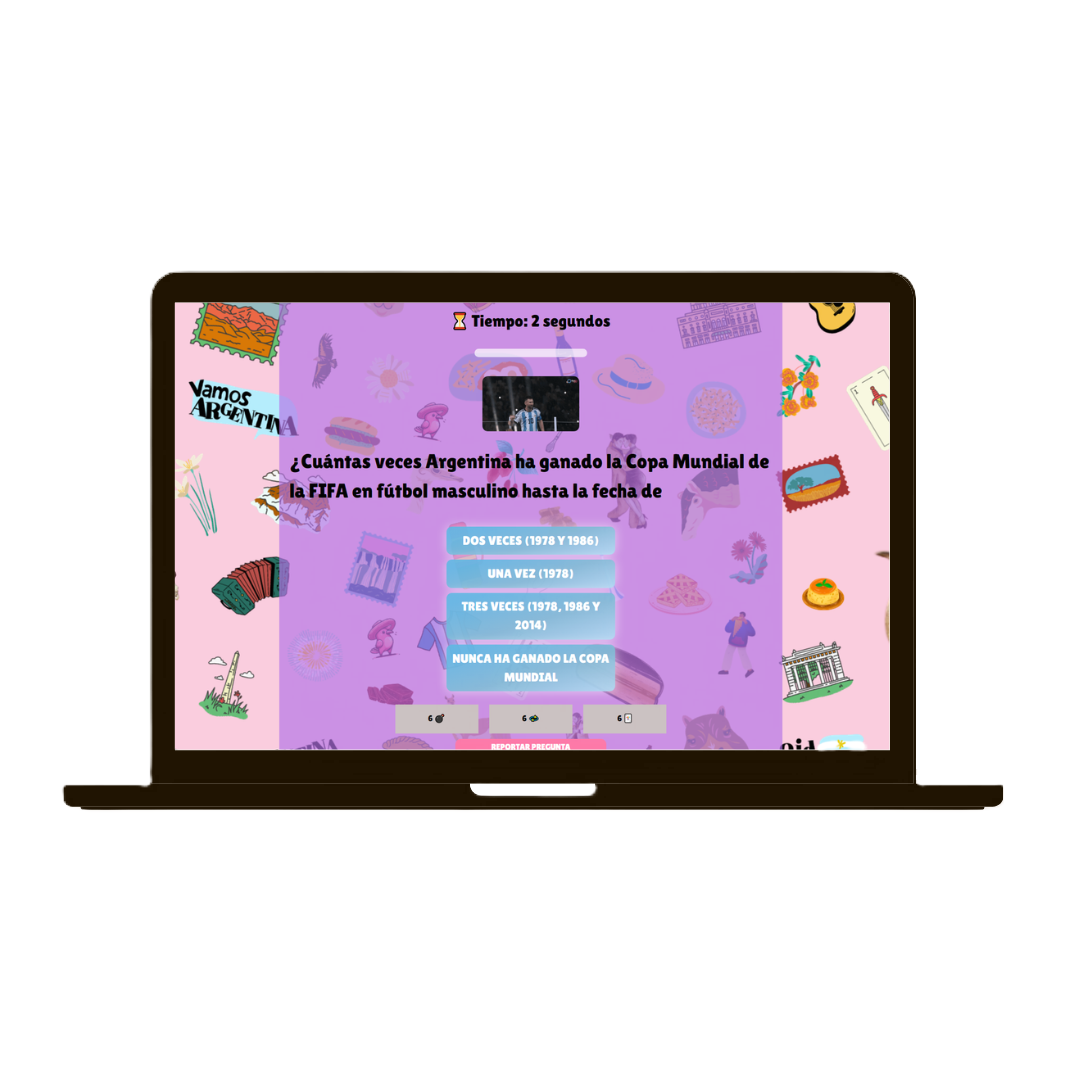 Tiempo: 2 segundos
Vamos
ARGENTINA
¿Cuántas veces Argentina ha ganado la Copa Mundial de
la FIFA en fútbol masculino hasta la fecha de
DOS VECES (1978 Y 1986)
UNA VEZ (1978)
TRES VECES (1978, 1986 Y
2014)
NUNCA HA GANADO LA COPA
MUNDIAL
6
6
6
REPORTAR PREGUNTA